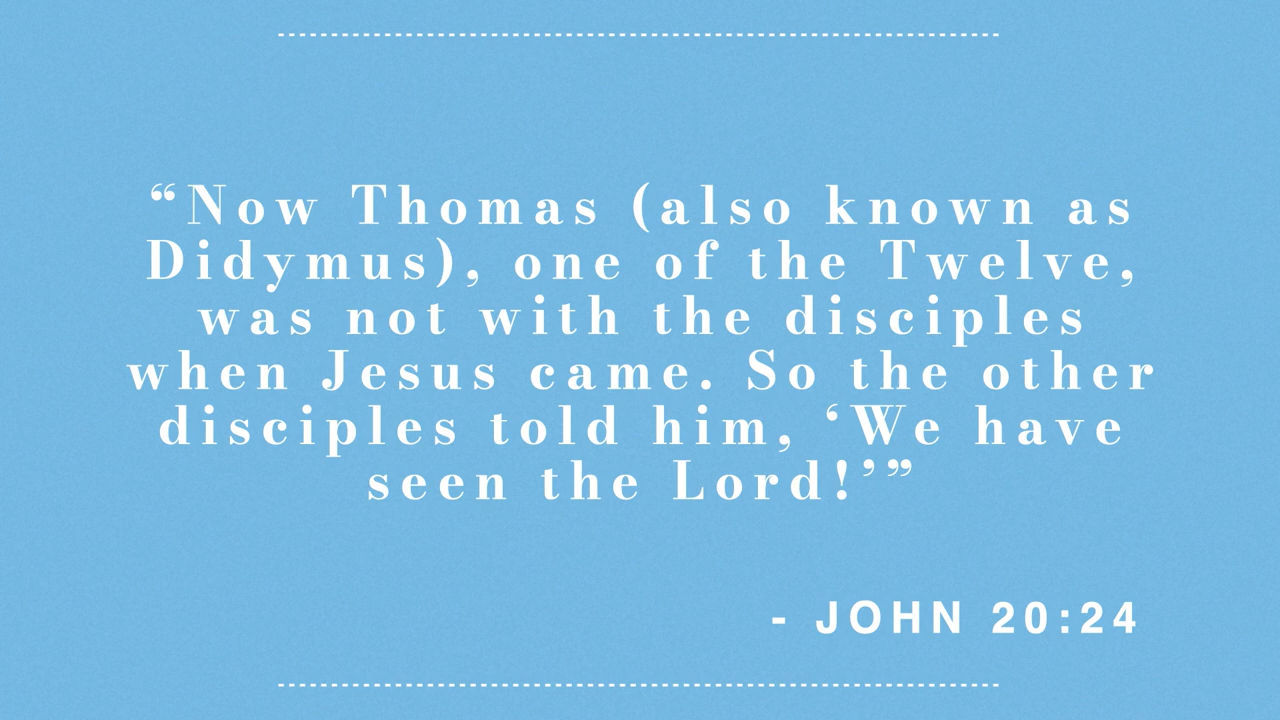 “Now Thomas (also known as
Didymus), one of the Twelve,
was not with the disciples
when Jesus came. So the other
disciples told him, ‘We have
seen the Lord!’”
- JOHN 20:24